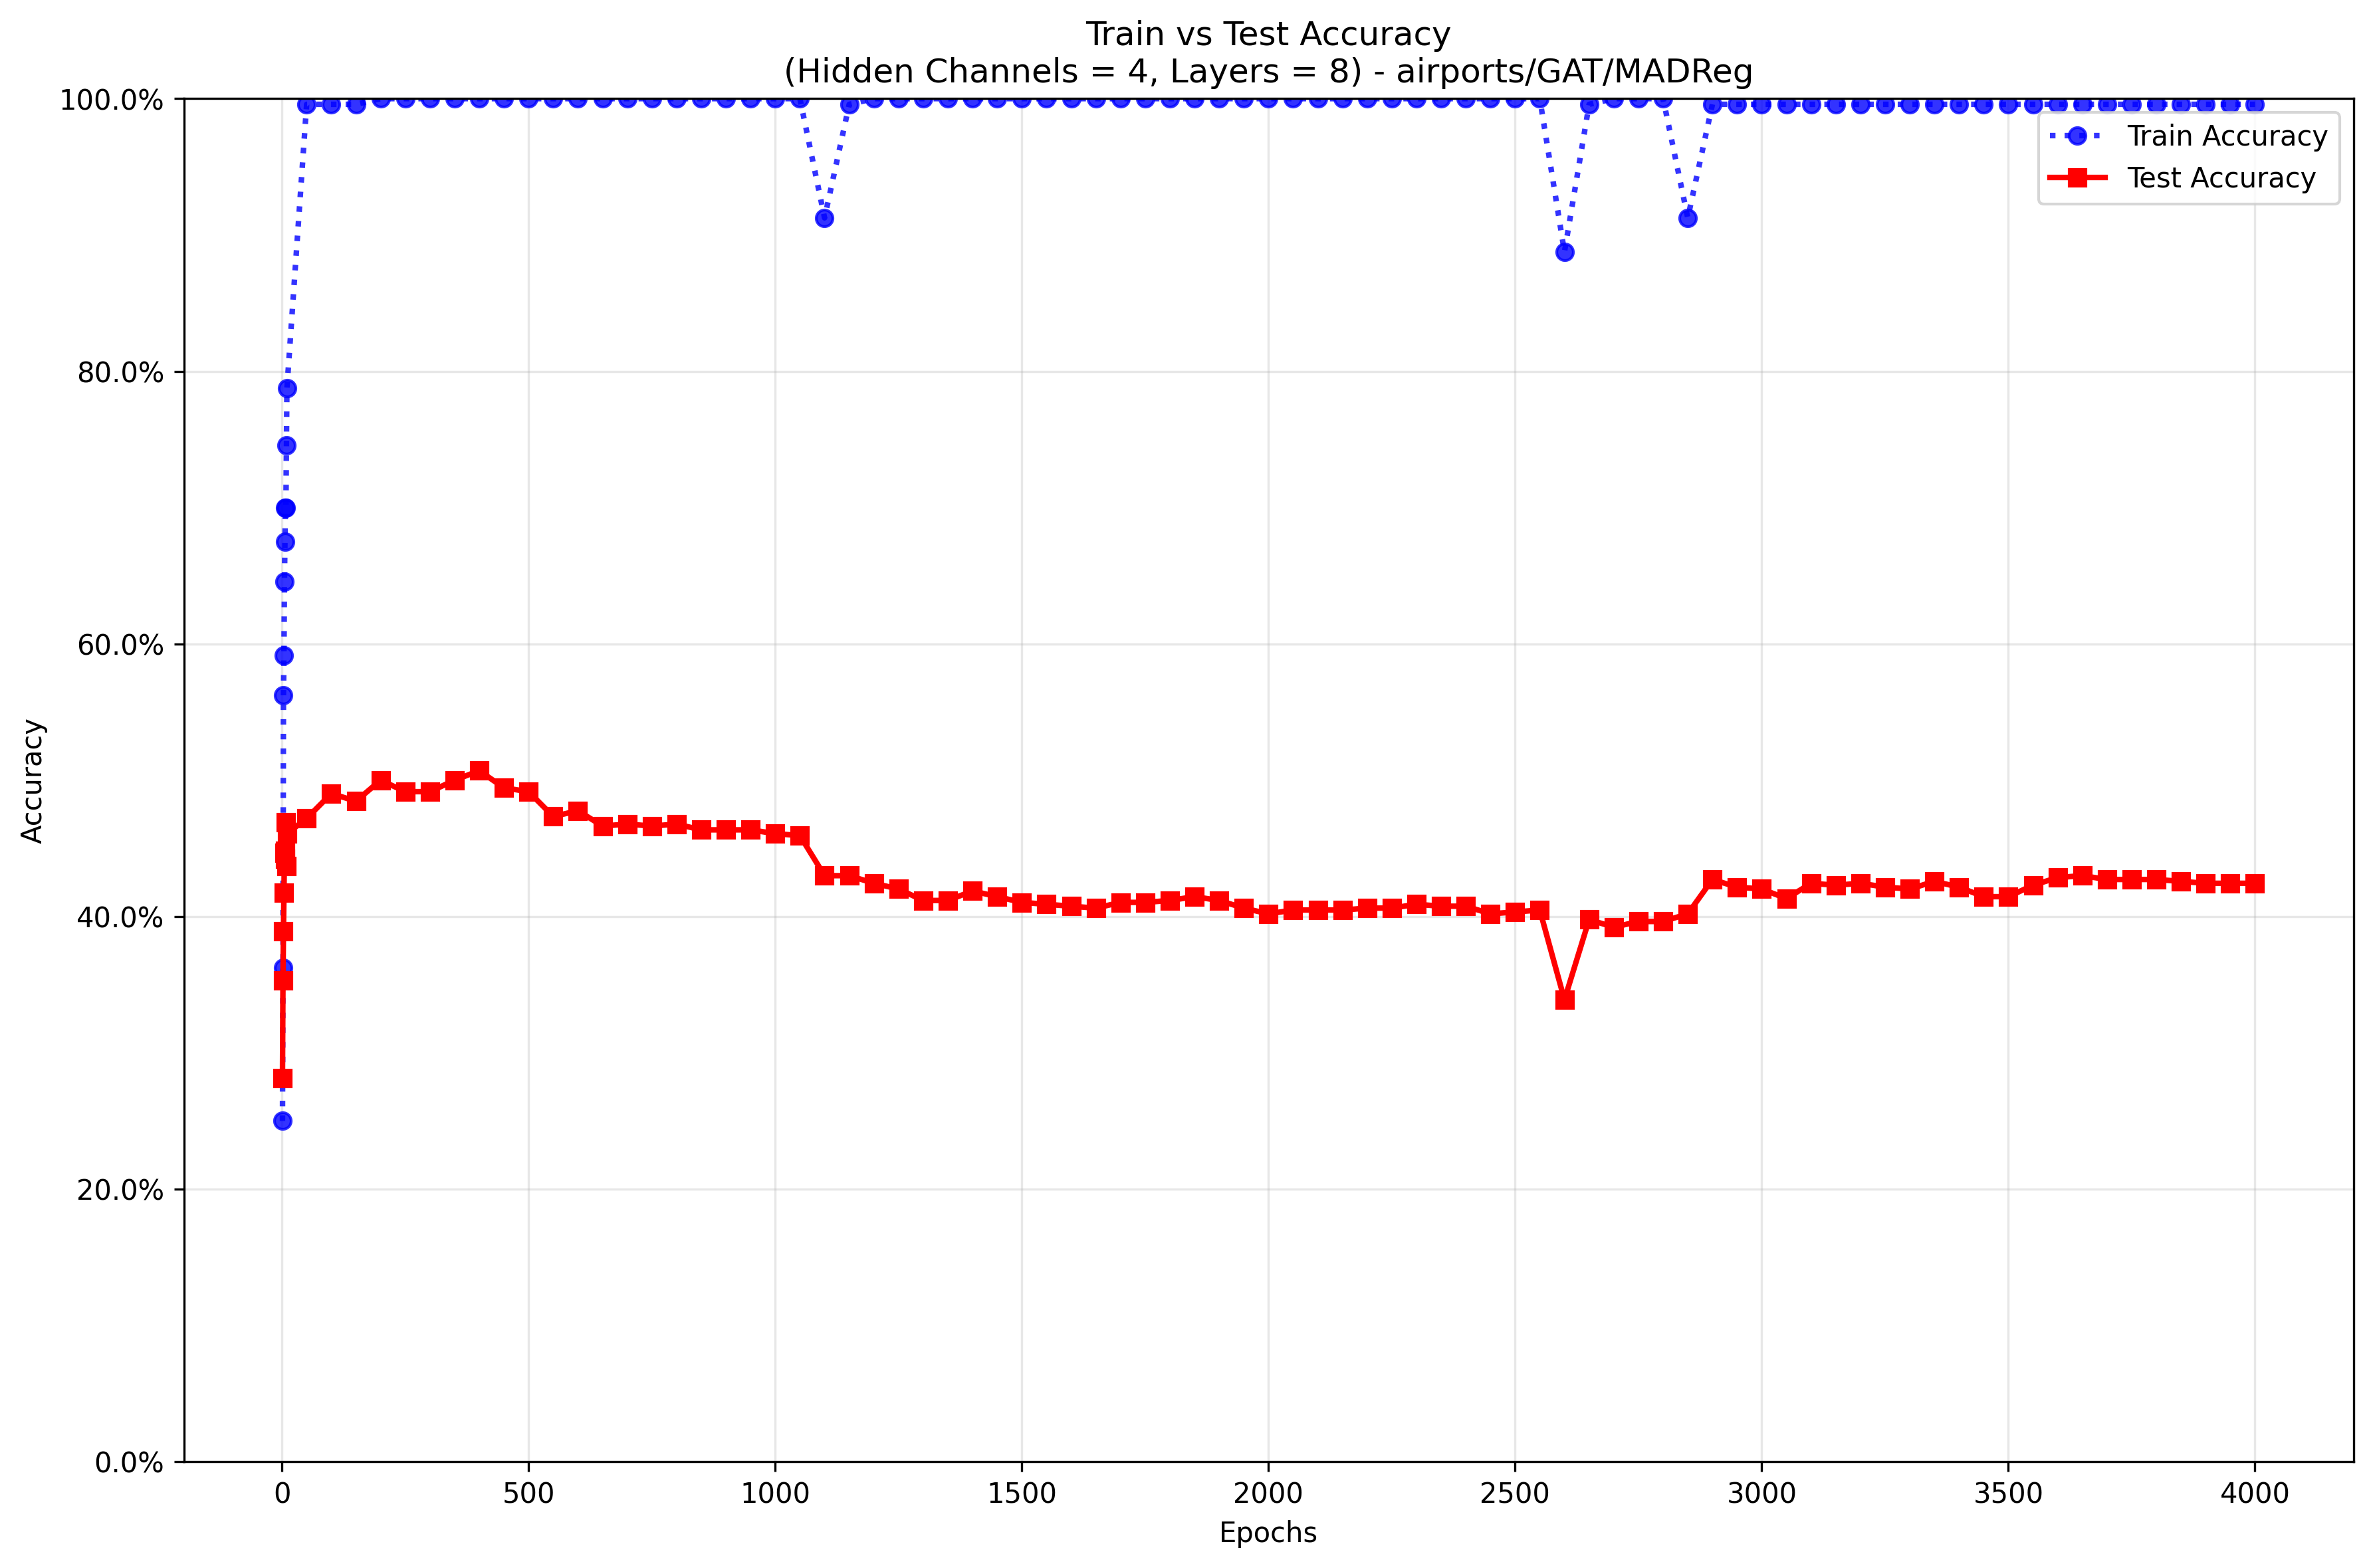 Train vs Test Accuracy
(Hidden Channels = 4, Layers = 8) - airports/GAT/MADReg
100.0%
80.0%
60.0%
40.0%
20.0%
0.0%
Accuracy
Train Accuracy
Test Accuracy
0 500 1000 1500 2000 2500 3000 3500 4000
Epochs